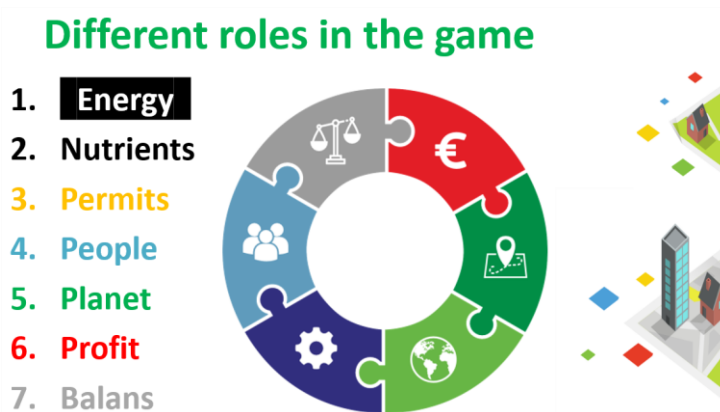 Different roles in the game
1. Energy
2. Nutrients
3. Permits
4. People
5. Planet
6. Profit
7. Balans
€